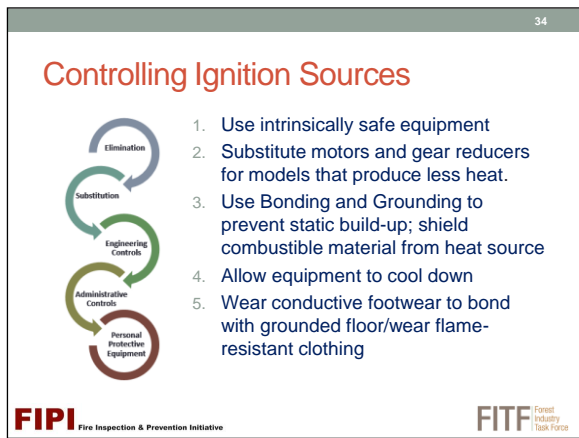 34
Controlling Ignition Sources
Elimination
Substitution
Engineering
Controls
Administrative
Controls
Personal
Protective
Equipment
1. Use intrinsically safe equipment
2. Substitute motors and gear reducers
for models that produce less heat.
3. Use Bonding and Grounding to
prevent static build-up; shield
combustible material from heat source
4. Allow equipment to cool down
5. Wear conductive footwear to bond
with grounded floor/wear flame-
resistant clothing
FIPI Fire Inspection & Prevention Initiative
FITF Forest
Industry
Task Force